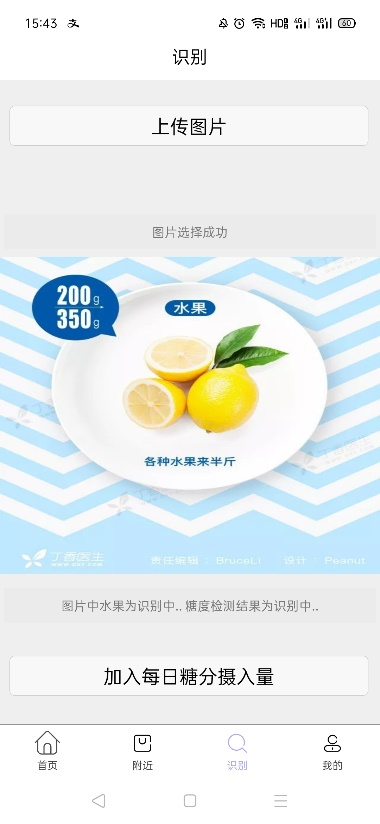 15:43
HD
4G
4G
60
识别
上传图片
图片选择成功
200g
350g
水果
各种水果来半斤
丁香医生
责任编辑： BruceLi 设计： Peanut
图片中水果为识别中.. 糖度检测结果为识别中..
加入每日糖分摄入量
首页
附近
识别
我的